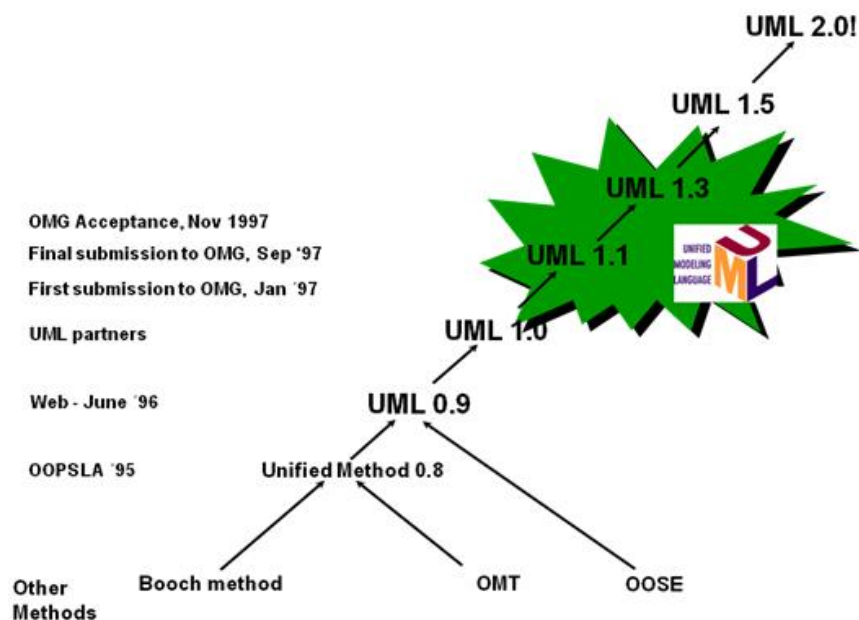 UML 2.0!
UML 1.5
UML 1.3
OMG Acceptance, Nov 1997
Final submission to OMG, Sep ‘97
UML 1.1
First submission to OMG, Jan ´97
UNIFIED
MODELING
LANGUAGE
UML
UML partners
UML 1.0
Web - June ´96
UML 0.9
OOPSLA ´95
Unified Method 0.8
Other
Methods
Booch method
OMT
OOSE